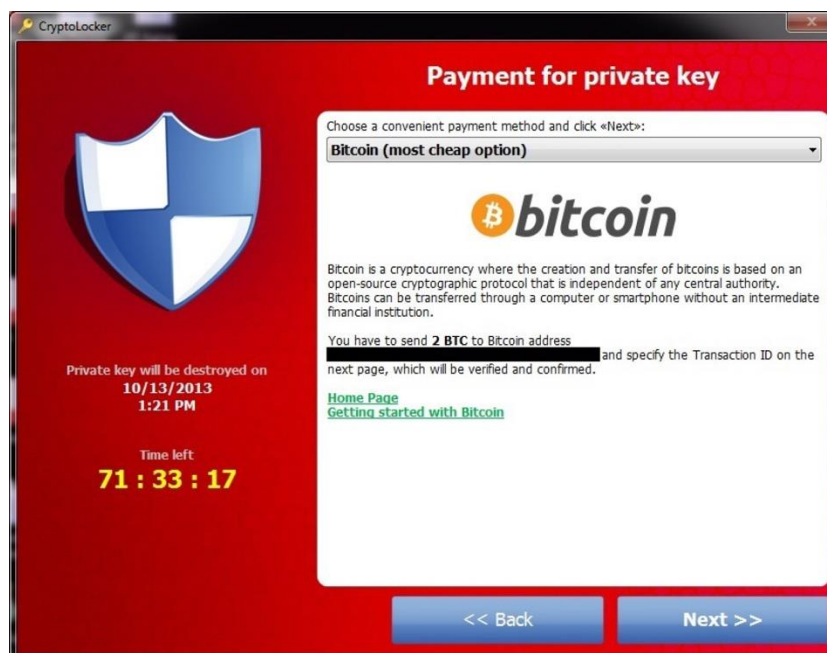 CryptoLocker
Payment for private key
Choose a convenient payment method and click «Next»:
Bitcoin (most cheap option)
bitcoin
Bitcoin is a cryptocurrency where the creation and transfer of bitcoins is based on an
open-source cryptographic protocol that is independent of any central authority.
Bitcoins can be transferred through a computer or smartphone without an intermediate
financial institution.
You have to send 2 BTC to Bitcoin address
and specify the Transaction ID on the
next page, which will be verified and confirmed.
Home Page
Getting started with Bitcoin
Private key will be destroyed on
10/13/2013
1:21 PM
Time left
71 : 33 : 17
<< Back
Next >>